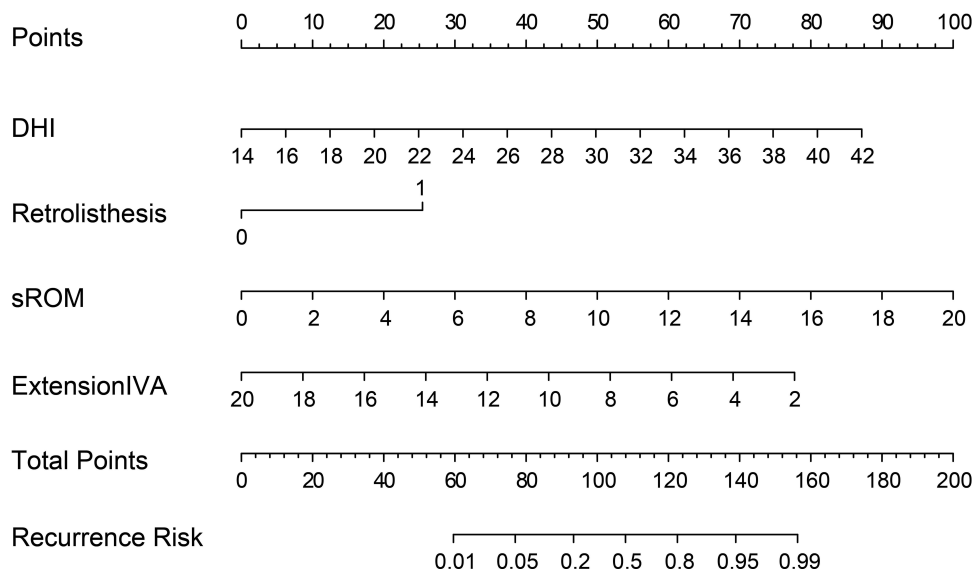 Points 0 10 20 30 40 50 60 70 80 90 100
DHI
14 16 18 20 22 24 26 28 30 32 34 36 38 40 42
1
Retrolisthesis
0
sROM
0 2 4 6 8 10 12 14 16 18 20
ExtensionIVA
20 18 16 14 12 10 8 6 4 2
Total Points
0 20 40 60 80 100 120 140 160 180 200
Recurrence Risk
0.01 0.05 0.2 0.5 0.8 0.95 0.99